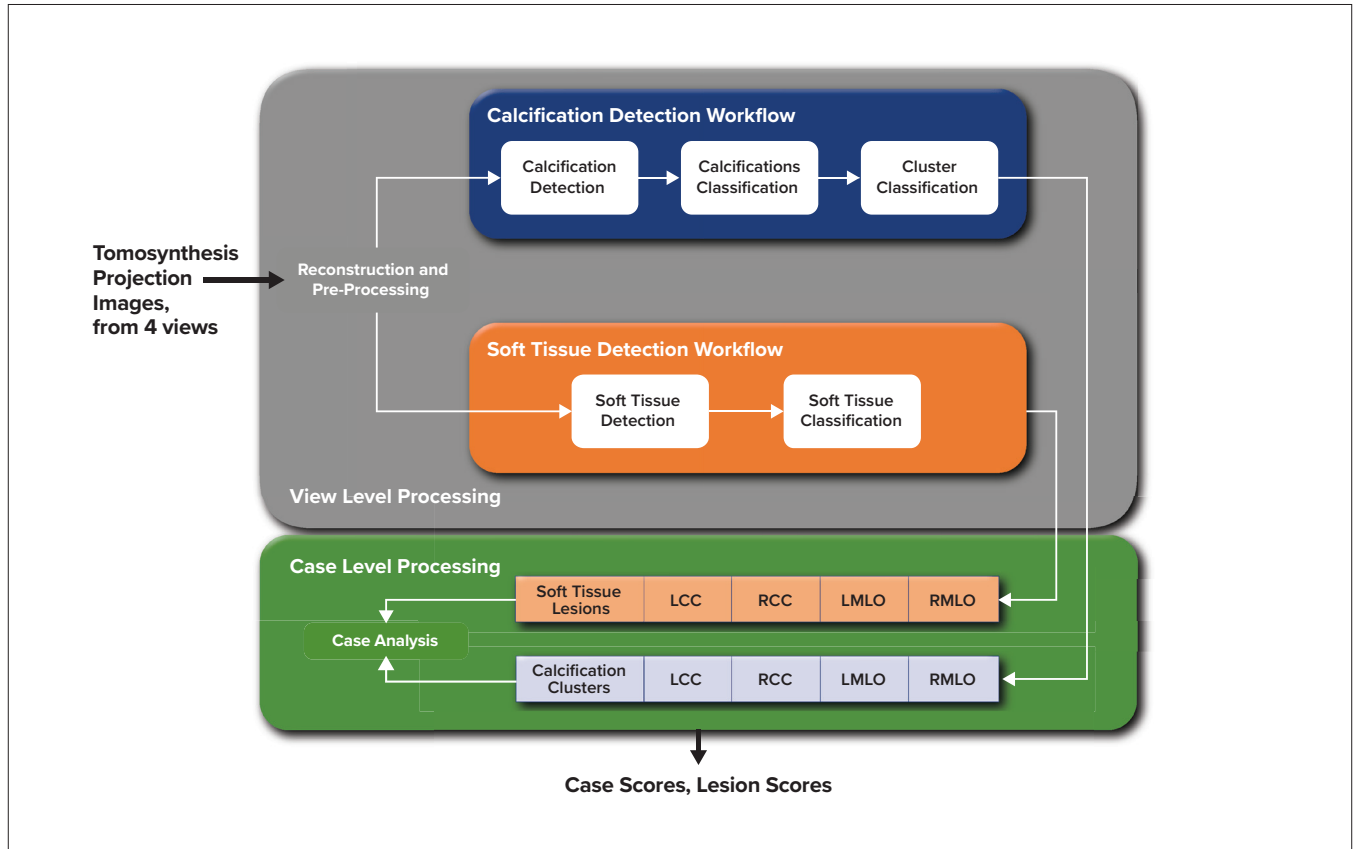 Calcification Detection Workflow
Calcification
Detection
Calcifications
Classification
Cluster
Classification
Tomosynthesis
Projection
Images,
from 4 views
Reconstruction and
Pre-Processing
Soft Tissue Detection Workflow
Soft Tissue
Detection
Soft Tissue
Classification
View Level Processing
Case Level Processing
Soft Tissue
Lesions
LCC
RCC
LMLO
RMLO
Case Analysis
Calcification
Clusters
LCC
RCC
LMLO
RMLO
Case Scores, Lesion Scores